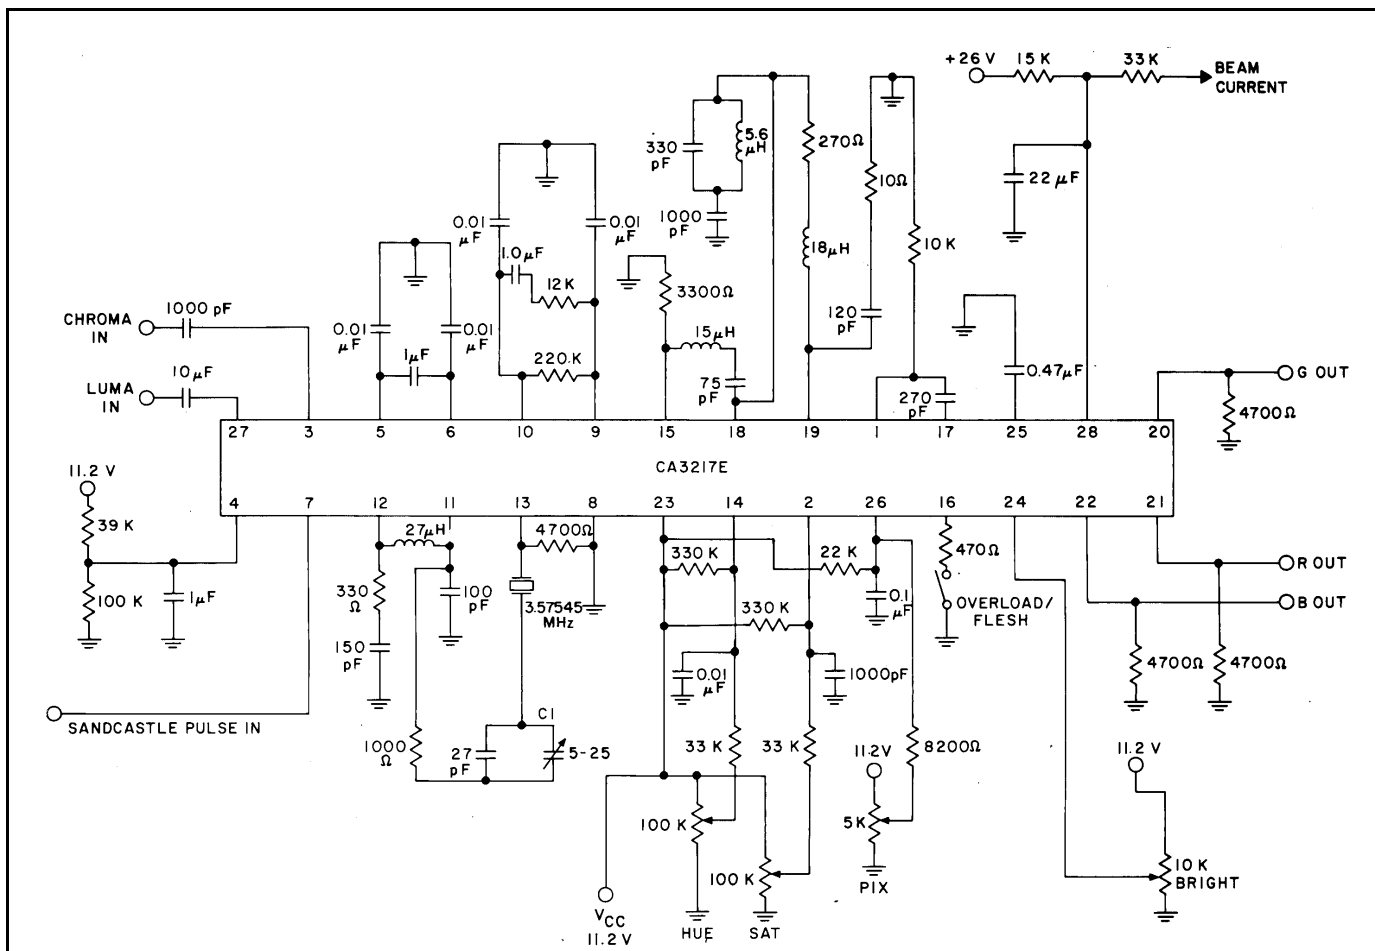 +26 V
15 K
33 K
BEAM
CURRENT
330
pF
5.6
μH
270Ω
10Ω
22 μF
0.01
μF
0.01
μF
1000
pF
18μH
10 K
1.0μF
12K
3300Ω
1000 pF
CHROMA
IN
0.01
μF
0.01
μF
120
pF
15μH
1μF
220K
75
pF
0.47μF
10μF
LUMA
IN
270
pF
G OUT
4700Ω
27 3 5 6 10 9 15 18 19 1 17 25 28 20
CA3217E
4 7 12 11 13 8 23 14 2 26 16 24 22 21
11.2 V
39 K
100 K
1μF
27μH
330
Ω
150
pF
100
pF
4700Ω
3.57545
MHz
330 K
22 K
470Ω
330 K
0.1
μF
OVERLOAD/
FLESH
R OUT
B OUT
0.01
μF
1000pF
4700Ω
4700Ω
SANDCASTLE PULSE IN
1000
Ω
27
pF
C1
5-25
33 K
33 K
11.2V
8200Ω
11.2 V
100 K
5K
100 K
PIX
10 K
BRIGHT
VCC
11.2 V
HUE
SAT